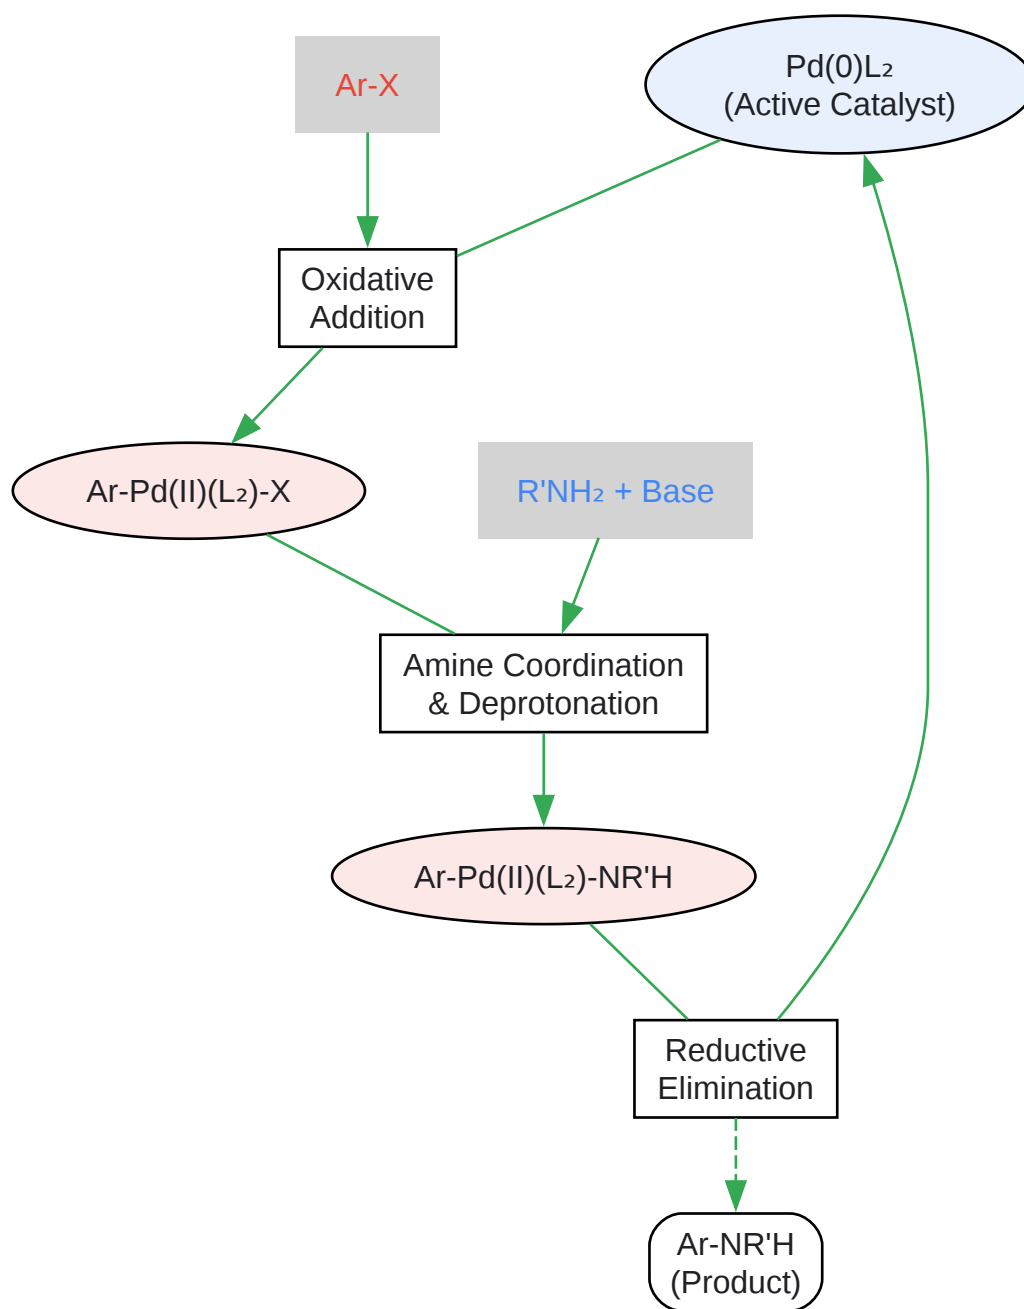 Ar-X
Pd(0)L₂
(Active Catalyst)
Oxidative
Addition
Ar-Pd(II)(L₂)-X
R'NH₂ + Base
Amine Coordination
& Deprotonation
Ar-Pd(II)(L₂)-NR'H
Reductive
Elimination
Ar-NR'H
(Product)